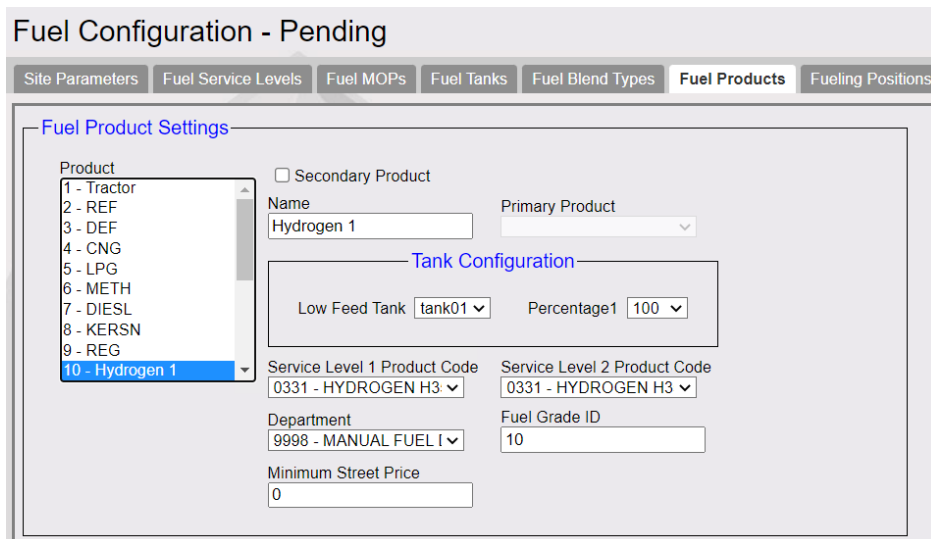 Fuel Configuration - Pending
Site Parameters Fuel Service Levels Fuel MOPs Fuel Tanks Fuel Blend Types Fuel Products Fueling Positions
Fuel Product Settings
Product
1 - Tractor
2 - REF
3 - DEF
4 - CNG
5 - LPG
6 - METH
7 - DIESL
8 - KERSN
9 - REG
10 - Hydrogen 1
Secondary Product
Name
Hydrogen 1
Primary Product
Tank Configuration
Low Feed Tank tank01 Percentage1 100
Service Level 1 Product Code Service Level 2 Product Code
0331 - HYDROGEN H3 0331 - HYDROGEN H3
Department Fuel Grade ID
9998 - MANUAL FUEL 10
Minimum Street Price
0